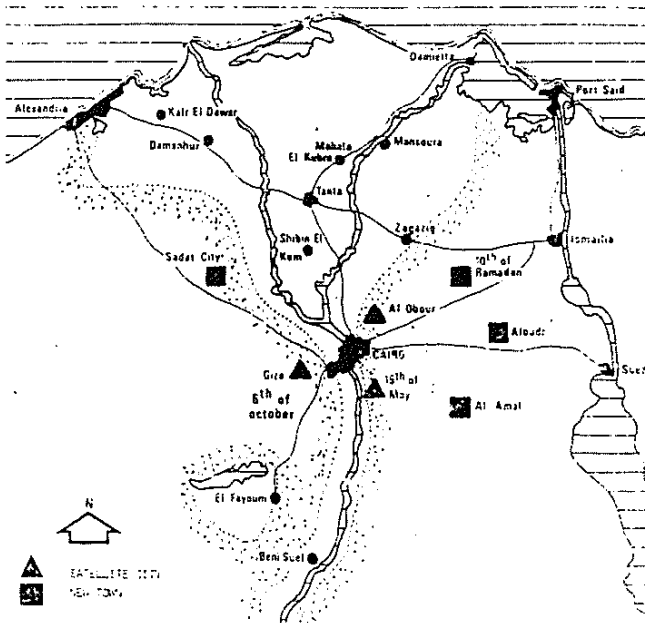 Damietta
Port Said
Alexandria
Kafr El Dawar
Damanhur
Mahala
El Kubra
Mansoura
Tanta
Zagazig
Ismailia
Shibin El
Kom
Sadat City
10th of
Ramadan
Al Obour
CAIRO
Giza
6th of
october
15th of
May
Al Amal
El Fayoum
Beni Suef
N
SATELLITE CITY
NEW TOWN